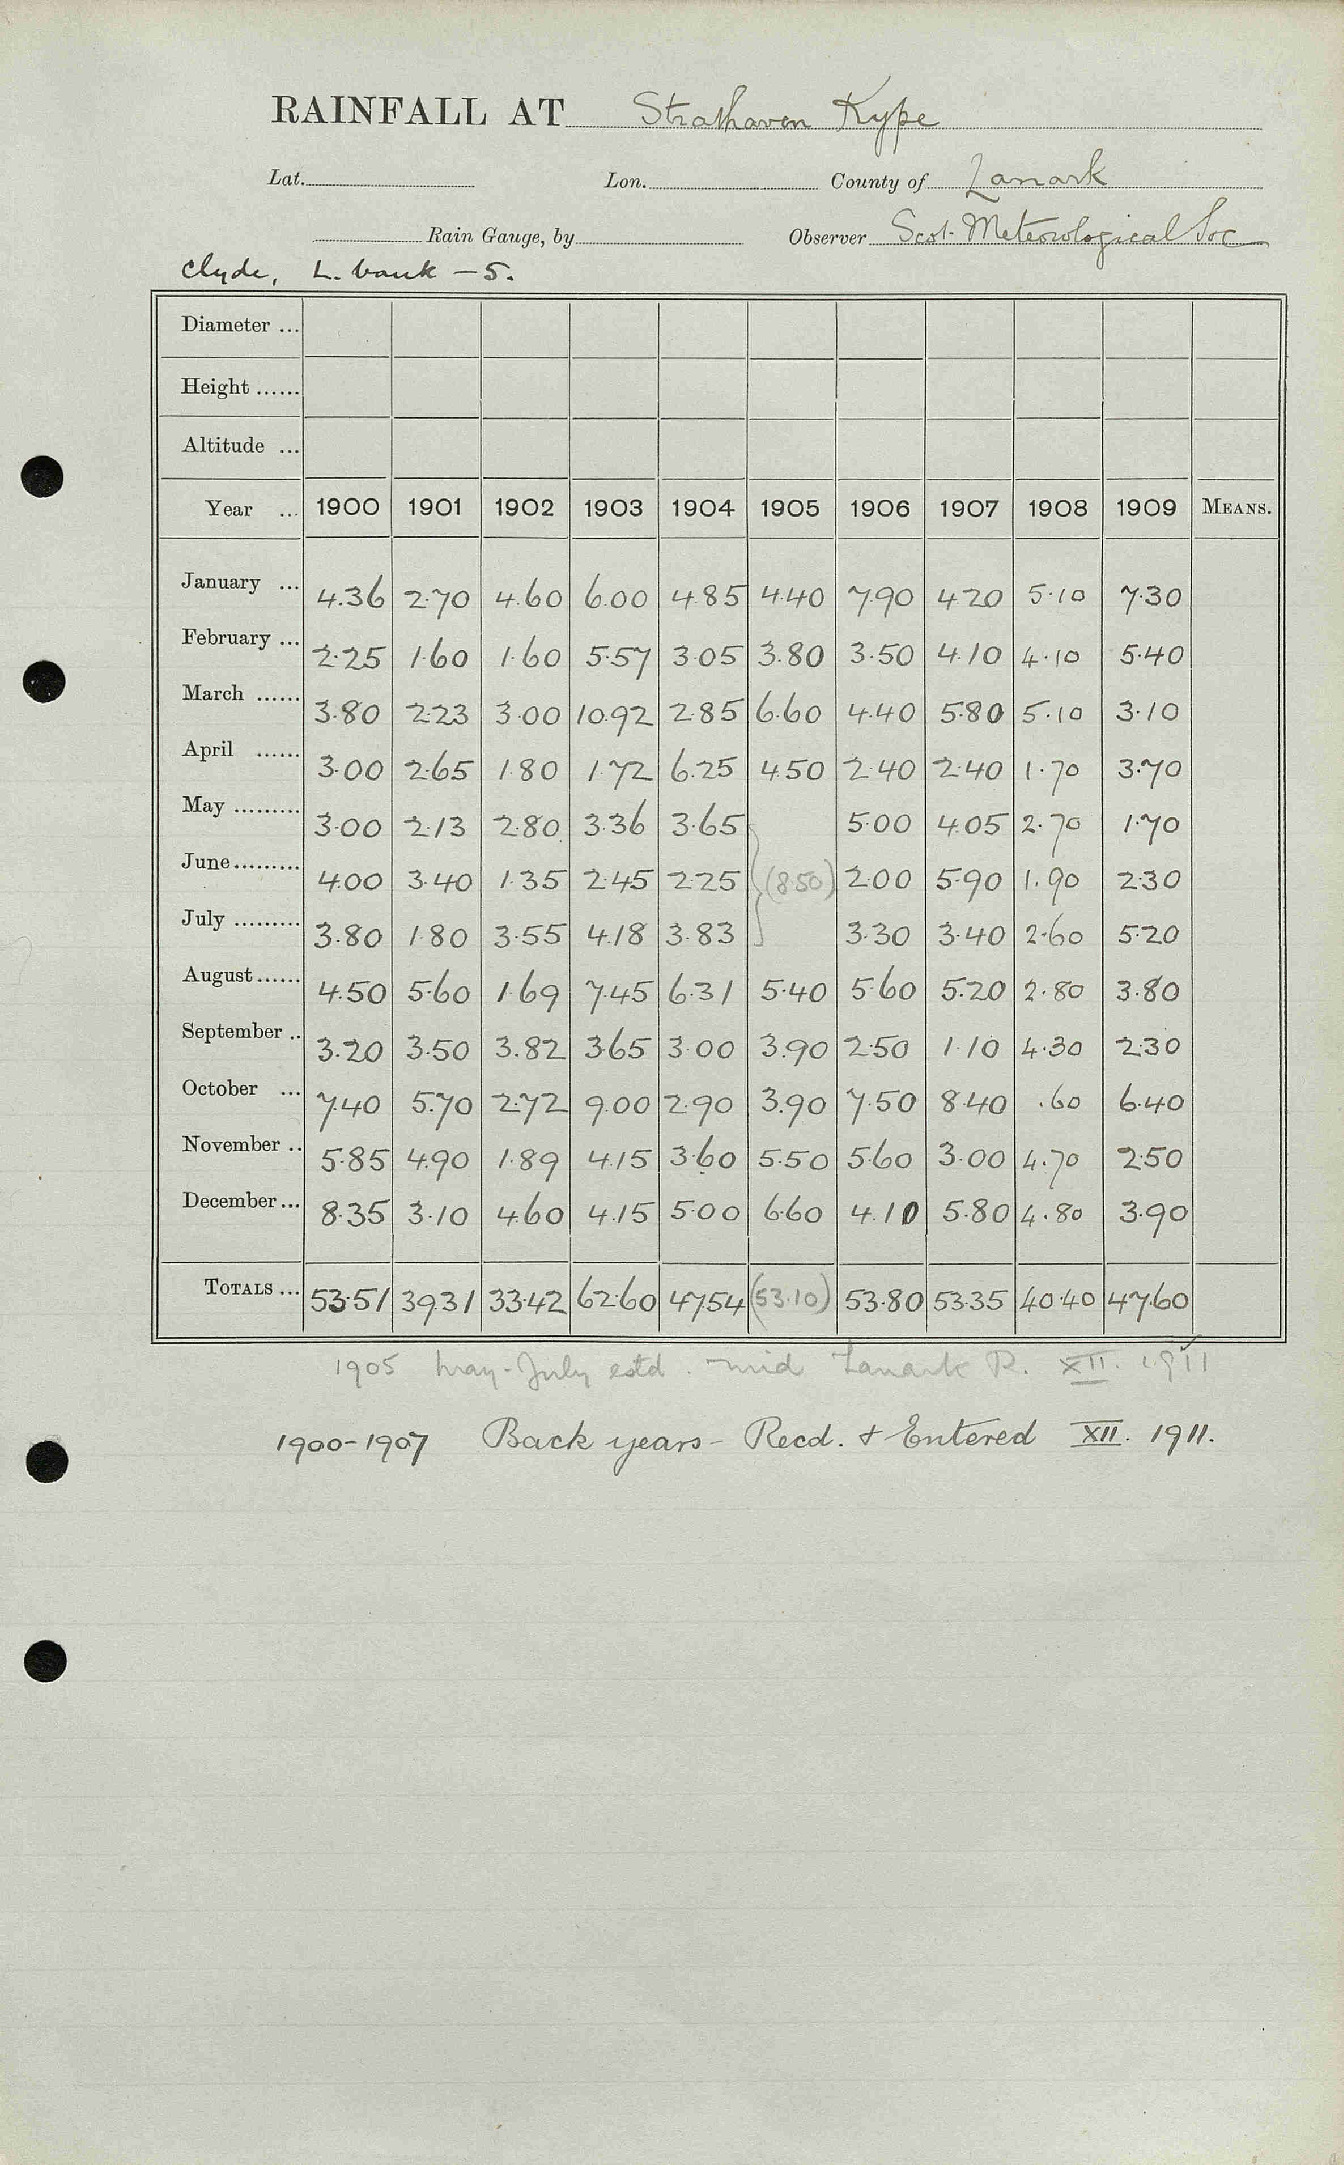 RAINFALL AT Strathaven Kype
Lat. Lon. County of Lanark
Rain Gauge, by Observer Scot. Meteorological Soc
Clyde, L. bank – 5.
Diameter ...
Height ......
Altitude ...
Year ... 1900 1901 1902 1903 1904 1905 1906 1907 1908 1909 MEANS.
January ... 4.36 2.70 4.60 6.00 4.85 4.40 7.90 4.20 5.10 7.30
February ... 2.25 1.60 1.60 5.57 3.05 3.80 3.50 4.10 4.10 5.40
March ...... 3.80 2.23 3.00 10.92 2.85 6.60 4.40 5.80 5.10 3.10
April ...... 3.00 2.65 1.80 1.72 6.25 4.50 2.40 2.40 1.70 3.70
May ......... 3.00 2.13 2.80 3.36 3.65 5.00 4.05 2.70 1.70
June ......... 4.00 3.40 1.35 2.45 2.25 (8.50) 2.00 5.90 1.90 2.30
July ......... 3.80 1.80 3.55 4.18 3.83 3.30 3.40 2.60 5.20
August ...... 4.50 5.60 1.69 7.45 6.31 5.40 5.60 5.20 2.80 3.80
September .. 3.20 3.50 3.82 3.65 3.00 3.90 2.50 1.10 4.30 2.30
October ... 7.40 5.70 2.72 9.00 2.90 3.90 7.50 8.40 .60 6.40
November .. 5.85 4.90 1.89 4.15 3.60 5.50 5.60 3.00 4.70 2.50
December ... 8.35 3.10 4.60 4.15 5.00 6.60 4.10 5.80 4.80 3.90
TOTALS ... 53.51 39.31 33.42 62.60 47.54 (53.10) 53.80 53.35 40.40 47.60
1905 May-July estd. mid Lanark R. XII. 1911
1900-1907 Back years – Recd. & Entered XII. 1911.